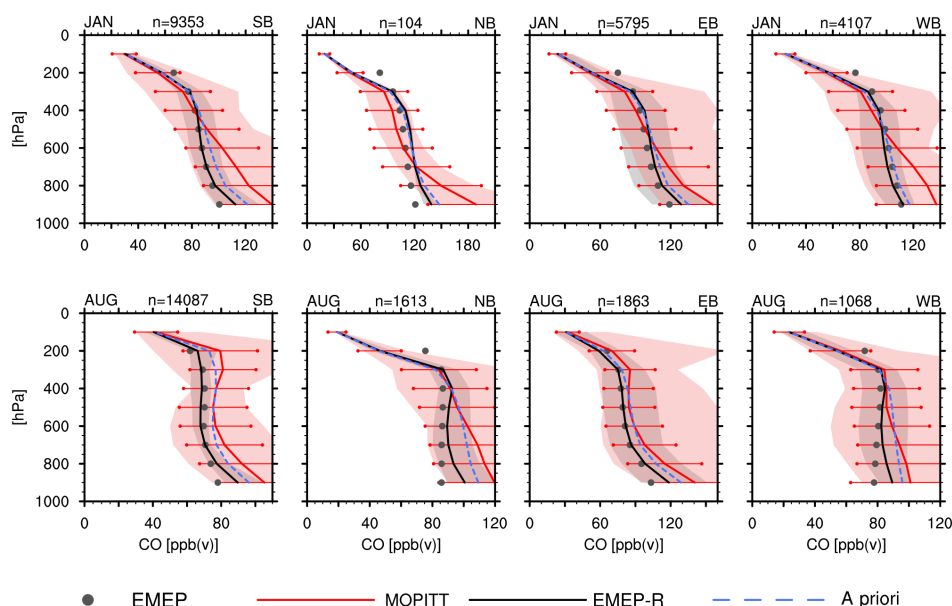 JAN n=9353 SB JAN n=104 NB JAN n=5795 EB JAN n=4107 WB
0
200
400
600
800
1000
[hPa]
0 40 80 120 0 60 120 180 0 60 120 0 60 120
AUG n=14087 SB AUG n=1613 NB AUG n=1863 EB AUG n=1068 WB
0
200
400
600
800
1000
[hPa]
0 40 80 0 40 80 120 0 60 120 0 40 80 120
CO [ppb(v)] CO [ppb(v)] CO [ppb(v)] CO [ppb(v)]
EMEP MOPITT EMEP-R A priori